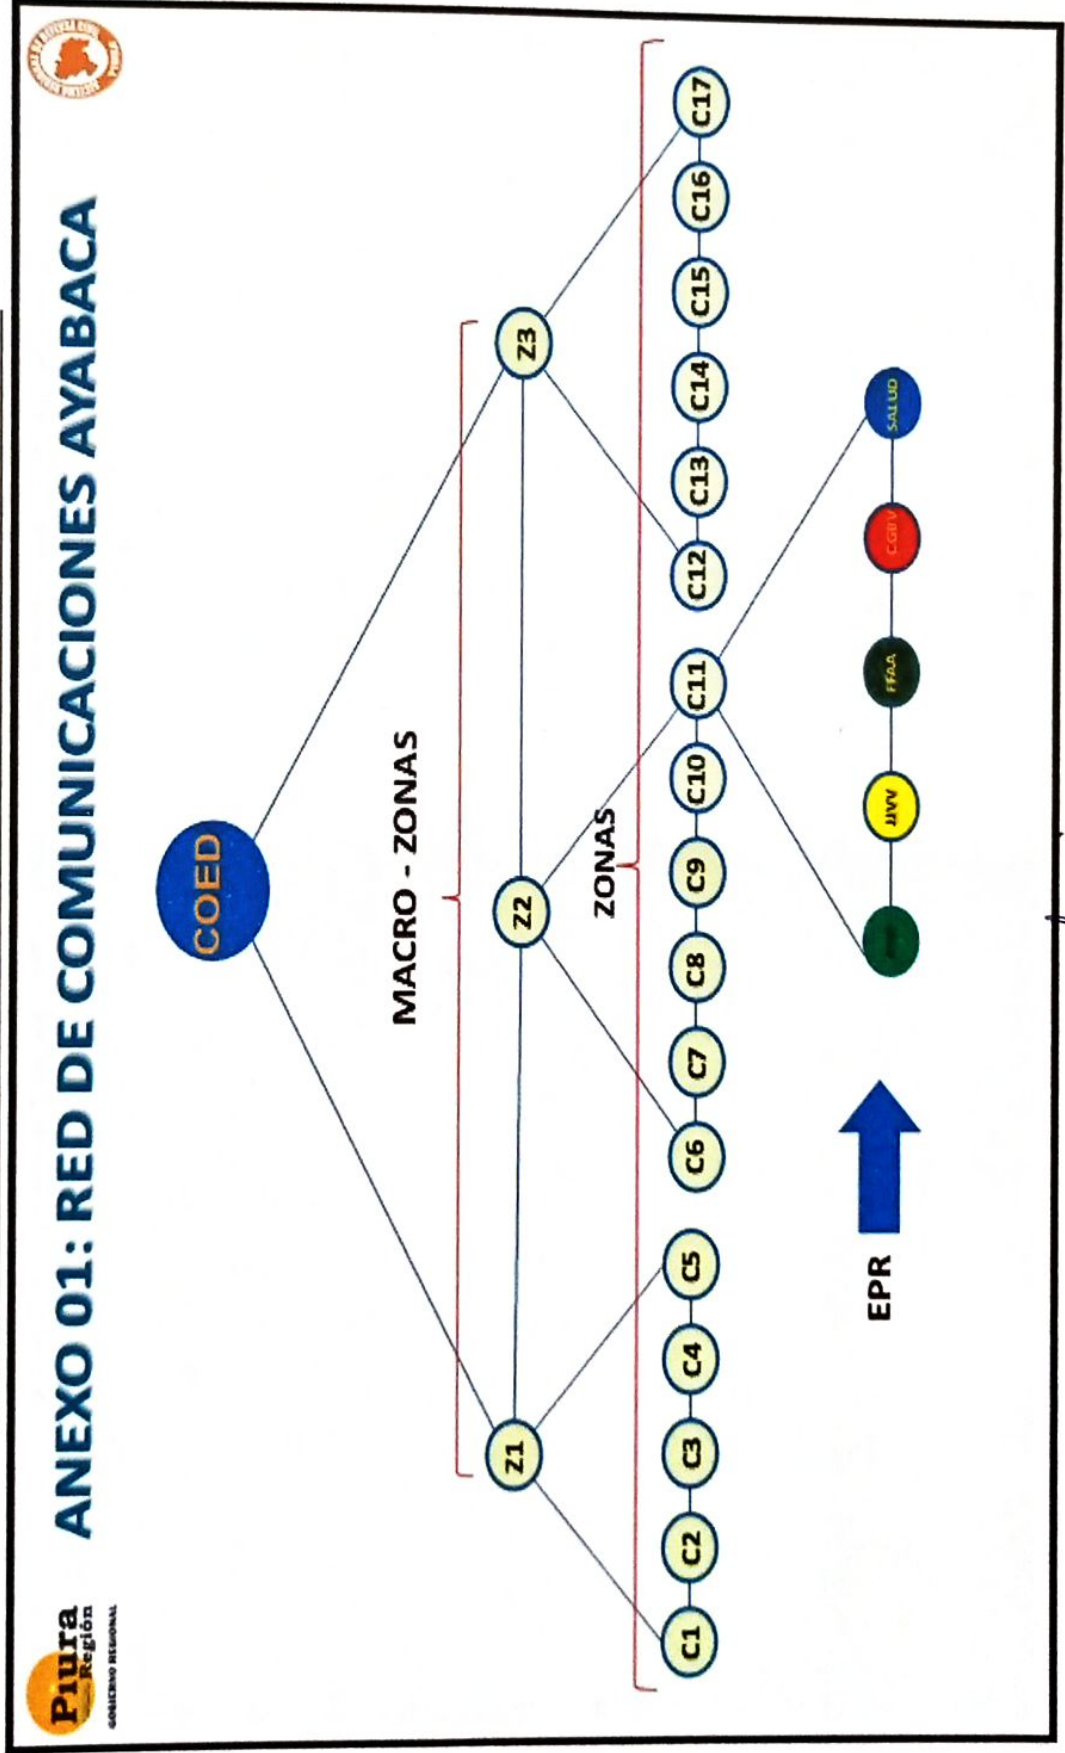 Piura
Región
GOBIERNO REGIONAL
ANEXO 01: RED DE COMUNICACIONES AYABACA
COED
MACRO - ZONAS
Z1 Z2 Z3
ZONAS
C1 C2 C3 C4 C5 C6 C7 C8 C9 C10 C11 C12 C13 C14 C15 C16 C17
EPR
JJVV FFAA CGBV SALUD